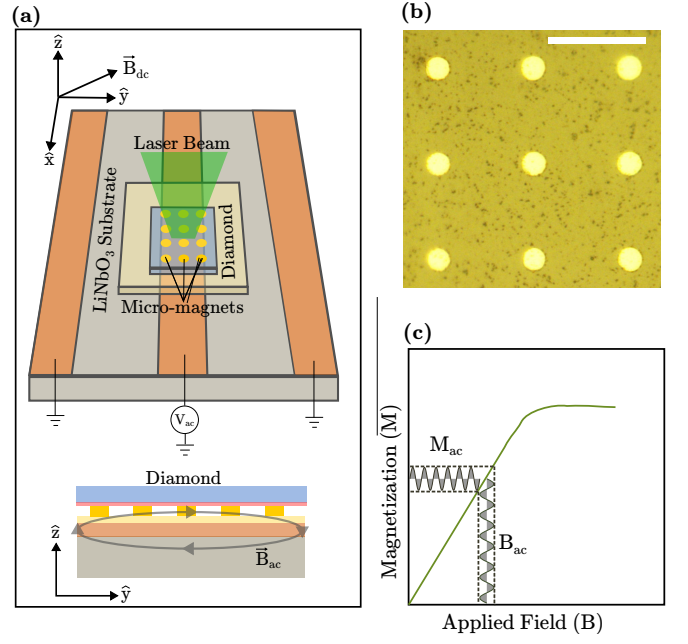 (a)
ẑ
B⃗dc
ŷ
x̂
Laser Beam
LiNbO₃ Substrate
Diamond
Micro-magnets
Vac
Diamond
ẑ
B⃗ac
ŷ
(b)
(c)
Magnetization (M)
Mac
Bac
Applied Field (B)